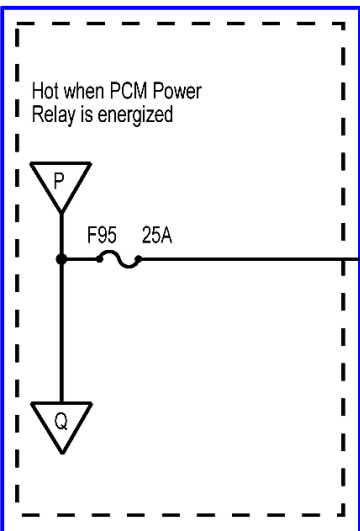 Hot when PCM Power
Relay is energized
P
F95 25A
Q